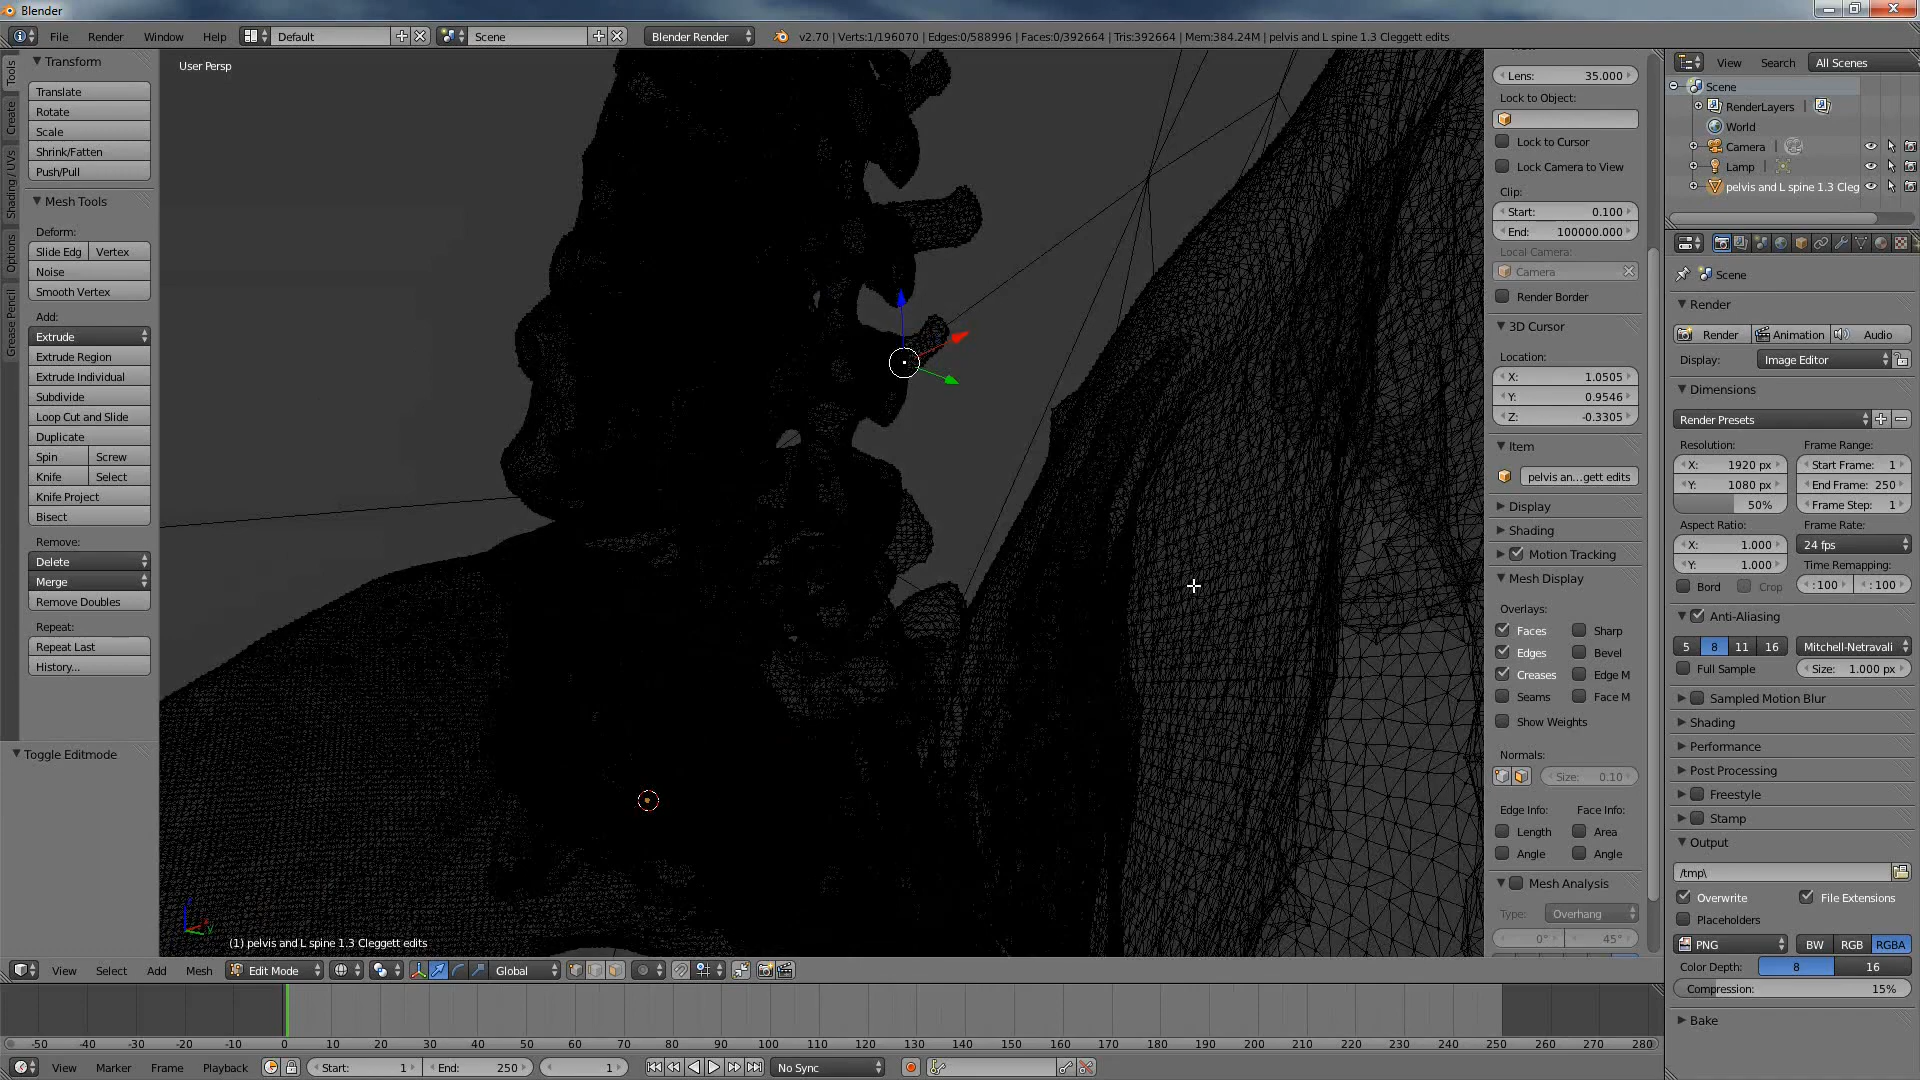 Blender
File Render Window Help Default Scene Blender Render v2.70 | Verts:1/196070 | Edges:0/588996 | Faces:0/392664 | Tris:392664 | Mem:384.24M | pelvis and L spine 1.3 Cleggett edits
Tools
Create
Shading / UVs
Options
Grease Pencil
Transform
Translate
Rotate
Scale
Shrink/Fatten
Push/Pull
Mesh Tools
Deform:
Slide Edg Vertex
Noise
Smooth Vertex
Add:
Extrude
Extrude Region
Extrude Individual
Subdivide
Loop Cut and Slide
Duplicate
Spin Screw
Knife Select
Knife Project
Bisect
Remove:
Delete
Merge
Remove Doubles
Repeat:
Repeat Last
History...
Toggle Editmode
User Persp
(1) pelvis and L spine 1.3 Cleggett edits
Lens: 35.000
Lock to Object:
Lock to Cursor
Lock Camera to View
Clip:
Start: 0.100
End: 100000.000
Local Camera:
Camera
Render Border
3D Cursor
Location:
X: 1.0505
Y: 0.9546
Z: -0.3305
Item
pelvis an...gett edits
Display
Shading
Motion Tracking
Mesh Display
Overlays:
Faces Sharp
Edges Bevel
Creases Edge M
Seams Face M
Show Weights
Normals:
Size: 0.10
Edge Info: Face Info:
Length Area
Angle Angle
Mesh Analysis
Type: Overhang
0° 45°
View Search All Scenes
Scene
RenderLayers
World
Camera
Lamp
pelvis and L spine 1.3 Cleg
Scene
Render
Render Animation Audio
Display: Image Editor
Dimensions
Render Presets
Resolution: Frame Range:
X: 1920 px Start Frame: 1
Y: 1080 px End Frame: 250
50% Frame Step: 1
Aspect Ratio: Frame Rate:
X: 1.000 24 fps
Y: 1.000 Time Remapping:
Bord Crop :100 :100
Anti-Aliasing
5 8 11 16 Mitchell-Netravali
Full Sample Size: 1.000 px
Sampled Motion Blur
Shading
Performance
Post Processing
Freestyle
Stamp
Output
/tmp\
Overwrite File Extensions
Placeholders
PNG BW RGB RGBA
Color Depth: 8 16
Compression: 15%
Bake
View Select Add Mesh Edit Mode Global
-50 -40 -30 -20 -10 0 10 20 30 40 50 60 70 80 90 100 110 120 130 140 150 160 170 180 190 200 210 220 230 240 250 260 270 280
View Marker Frame Playback Start: 1 End: 250 1 No Sync